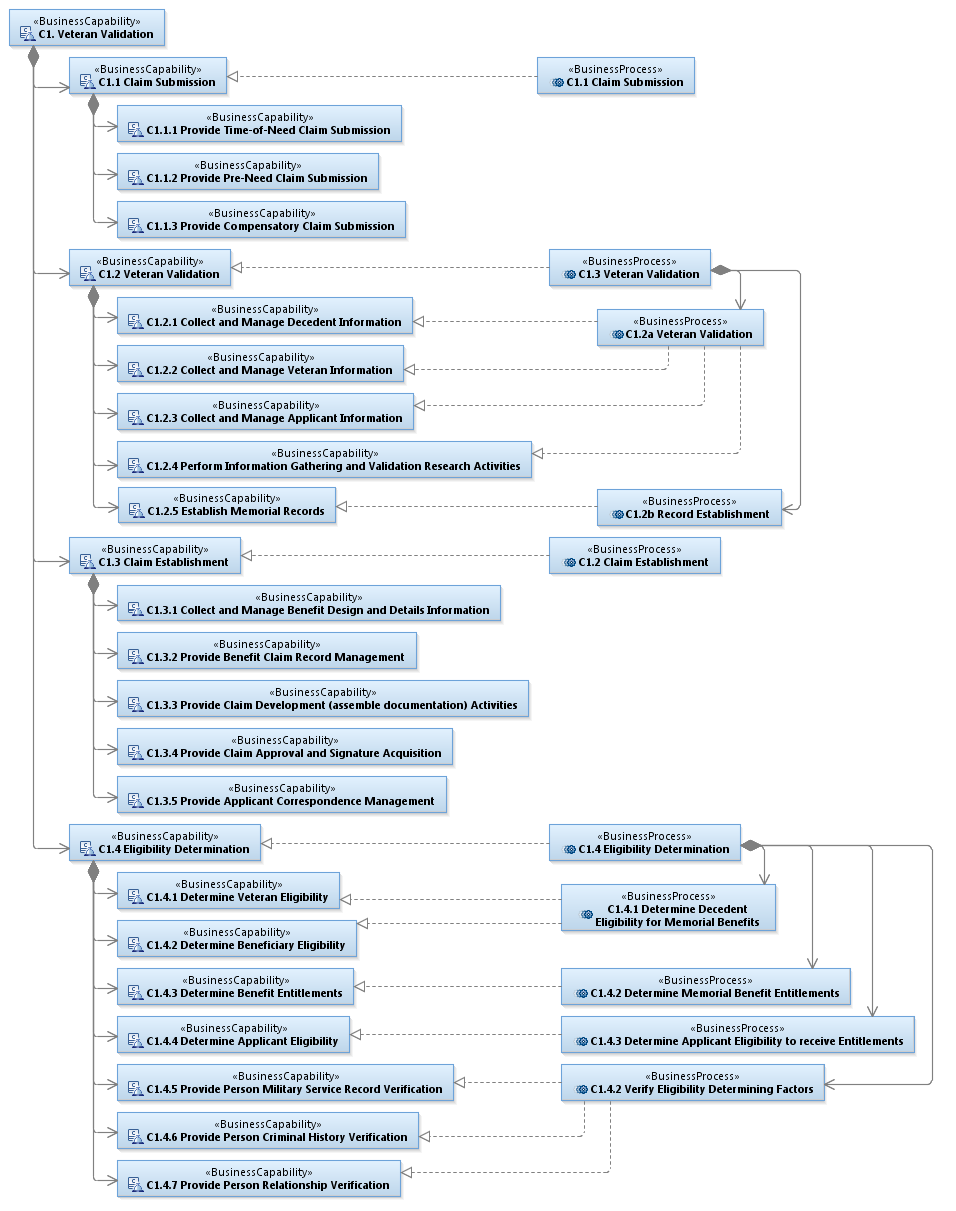 «BusinessCapability»
C1. Veteran Validation
«BusinessCapability»
C1.1 Claim Submission
«BusinessProcess»
C1.1 Claim Submission
«BusinessCapability»
C1.1.1 Provide Time-of-Need Claim Submission
«BusinessCapability»
C1.1.2 Provide Pre-Need Claim Submission
«BusinessCapability»
C1.1.3 Provide Compensatory Claim Submission
«BusinessCapability»
C1.2 Veteran Validation
«BusinessProcess»
C1.3 Veteran Validation
«BusinessCapability»
C1.2.1 Collect and Manage Decedent Information
«BusinessProcess»
C1.2a Veteran Validation
«BusinessCapability»
C1.2.2 Collect and Manage Veteran Information
«BusinessCapability»
C1.2.3 Collect and Manage Applicant Information
«BusinessCapability»
C1.2.4 Perform Information Gathering and Validation Research Activities
«BusinessCapability»
C1.2.5 Establish Memorial Records
«BusinessProcess»
C1.2b Record Establishment
«BusinessCapability»
C1.3 Claim Establishment
«BusinessProcess»
C1.2 Claim Establishment
«BusinessCapability»
C1.3.1 Collect and Manage Benefit Design and Details Information
«BusinessCapability»
C1.3.2 Provide Benefit Claim Record Management
«BusinessCapability»
C1.3.3 Provide Claim Development (assemble documentation) Activities
«BusinessCapability»
C1.3.4 Provide Claim Approval and Signature Acquisition
«BusinessCapability»
C1.3.5 Provide Applicant Correspondence Management
«BusinessCapability»
C1.4 Eligibility Determination
«BusinessProcess»
C1.4 Eligibility Determination
«BusinessCapability»
C1.4.1 Determine Veteran Eligibility
«BusinessProcess»
C1.4.1 Determine Decedent
Eligibility for Memorial Benefits
«BusinessCapability»
C1.4.2 Determine Beneficiary Eligibility
«BusinessCapability»
C1.4.3 Determine Benefit Entitlements
«BusinessProcess»
C1.4.2 Determine Memorial Benefit Entitlements
«BusinessCapability»
C1.4.4 Determine Applicant Eligibility
«BusinessProcess»
C1.4.3 Determine Applicant Eligibility to receive Entitlements
«BusinessCapability»
C1.4.5 Provide Person Military Service Record Verification
«BusinessProcess»
C1.4.2 Verify Eligibility Determining Factors
«BusinessCapability»
C1.4.6 Provide Person Criminal History Verification
«BusinessCapability»
C1.4.7 Provide Person Relationship Verification